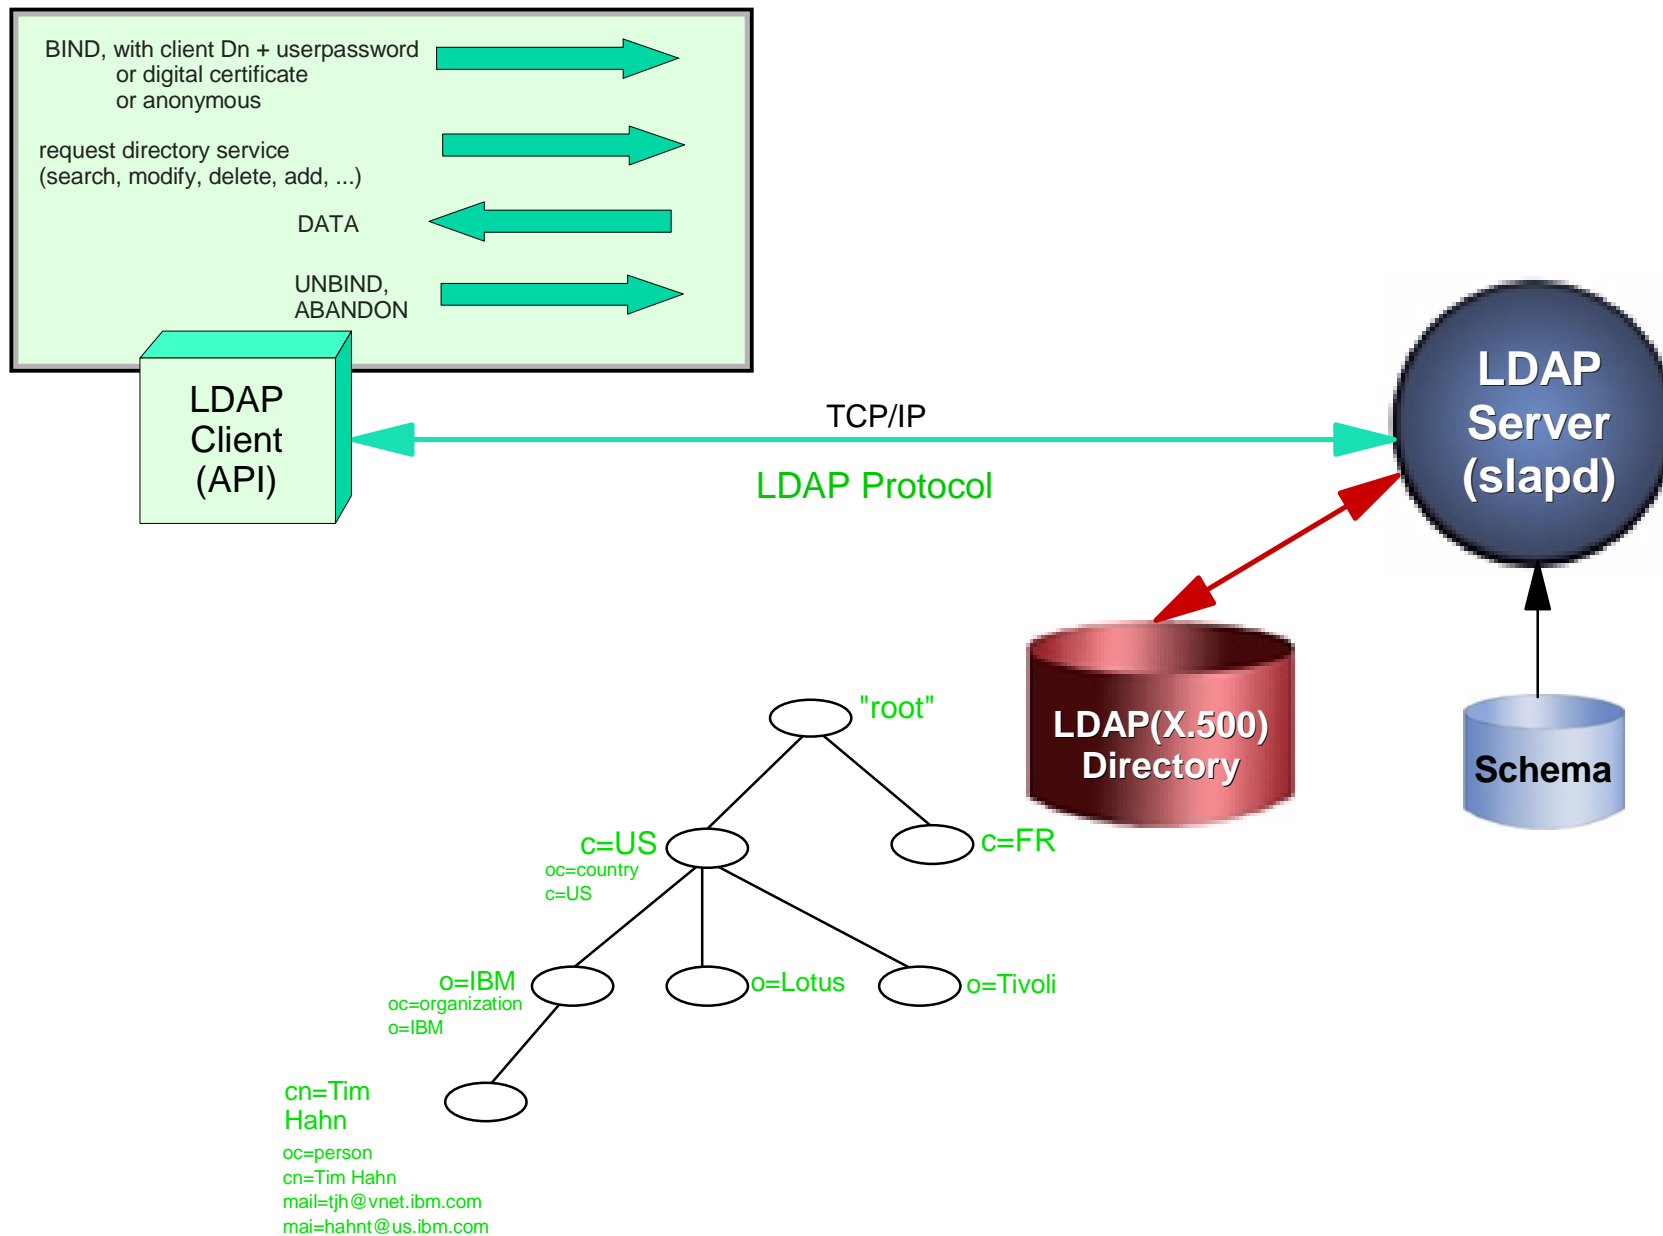 BIND, with client Dn + userpassword
or digital certificate
or anonymous
request directory service
(search, modify, delete, add, ...)
DATA
UNBIND,
ABANDON
LDAP
Client
(API)
TCP/IP
LDAP Protocol
LDAP
Server
(slapd)
LDAP(X.500)
Directory
Schema
"root"
c=US
oc=country
c=US
c=FR
o=IBM
oc=organization
o=IBM
o=Lotus
o=Tivoli
cn=Tim
Hahn
oc=person
cn=Tim Hahn
mail=tjh@vnet.ibm.com
mai=hahnt@us.ibm.com